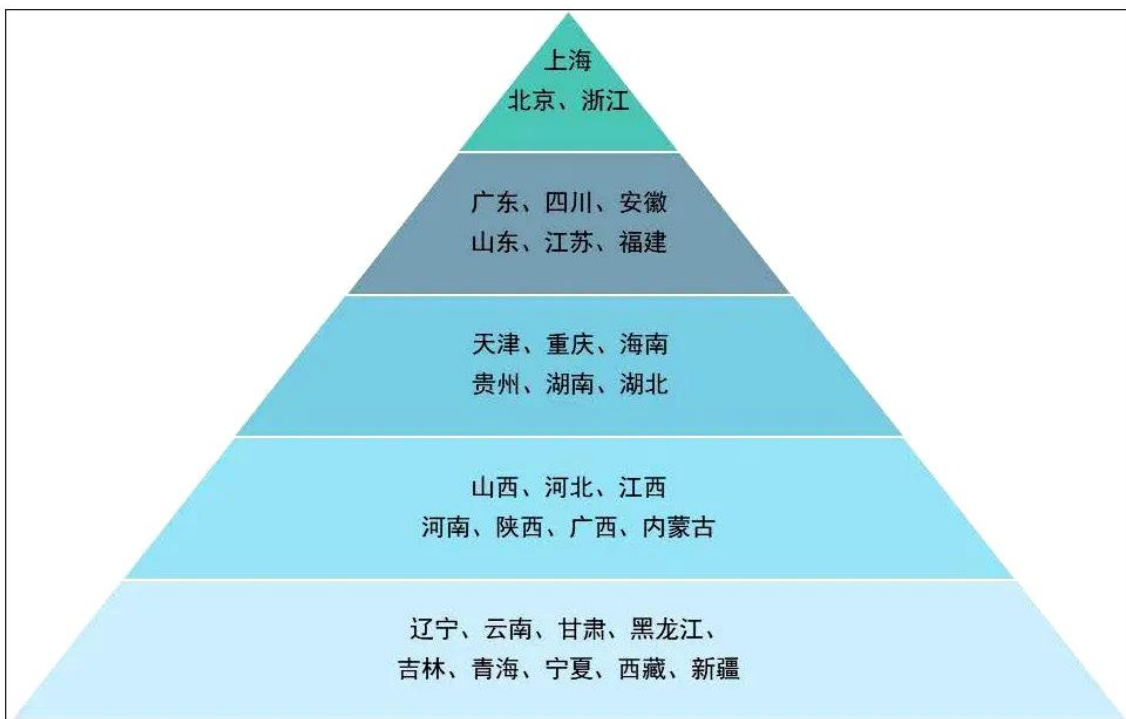 上海
北京、浙江
广东、四川、安徽
山东、江苏、福建
天津、重庆、海南
贵州、湖南、湖北
山西、河北、江西
河南、陕西、广西、内蒙古
辽宁、云南、甘肃、黑龙江、
吉林、青海、宁夏、西藏、新疆